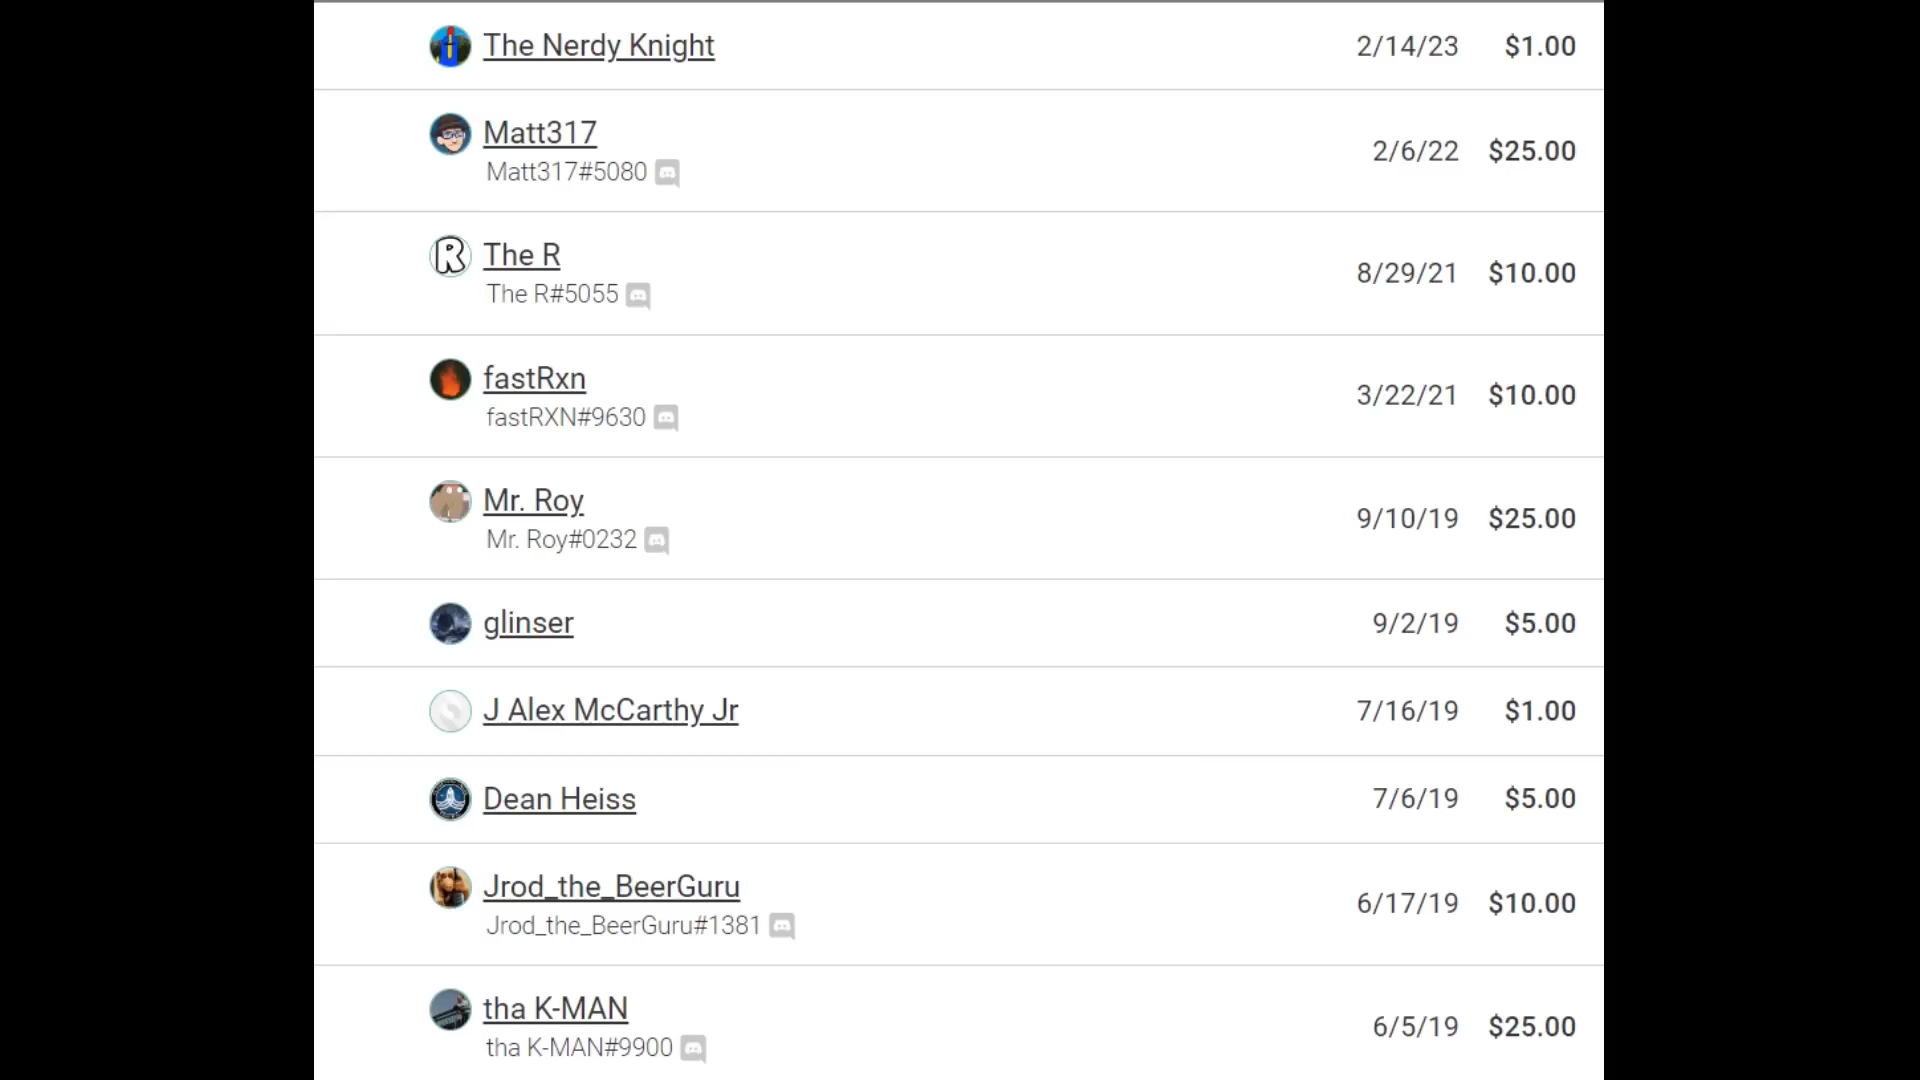 The Nerdy Knight 2/14/23 $1.00
Matt317 2/6/22 $25.00
Matt317#5080
The R 8/29/21 $10.00
The R#5055
fastRxn 3/22/21 $10.00
fastRXN#9630
Mr. Roy 9/10/19 $25.00
Mr. Roy#0232
glinser 9/2/19 $5.00
J Alex McCarthy Jr 7/16/19 $1.00
Dean Heiss 7/6/19 $5.00
Jrod_the_BeerGuru 6/17/19 $10.00
Jrod_the_BeerGuru#1381
tha K-MAN 6/5/19 $25.00
tha K-MAN#9900